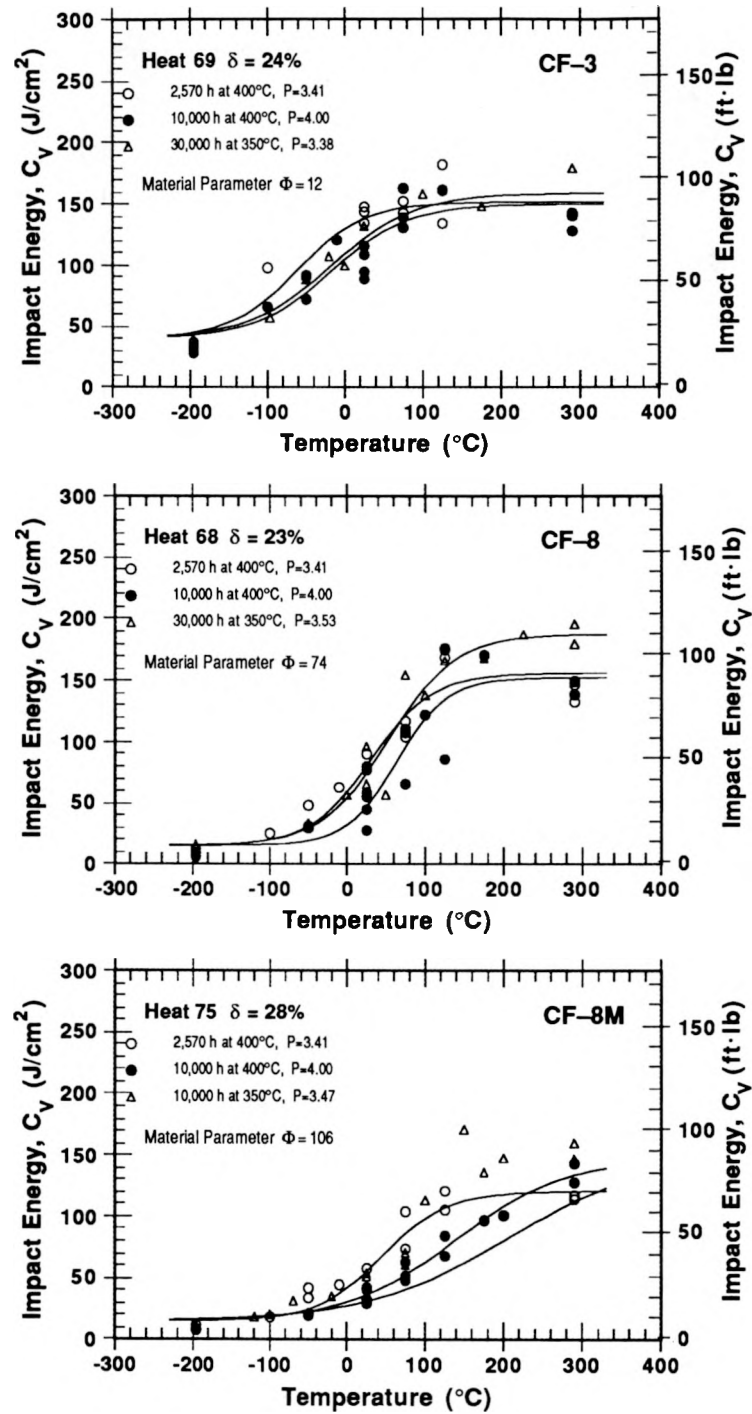 Heat 69 δ = 24%
CF–3
2,570 h at 400°C, P=3.41
10,000 h at 400°C, P=4.00
30,000 h at 350°C, P=3.38
Material Parameter Φ = 12
Impact Energy, C_V (J/cm²)
300
250
200
150
100
50
0
Impact Energy, C_V (ft·lb)
150
100
50
0
-300 -200 -100 0 100 200 300 400
Temperature (°C)
Heat 68 δ = 23%
CF–8
2,570 h at 400°C, P=3.41
10,000 h at 400°C, P=4.00
30,000 h at 350°C, P=3.53
Material Parameter Φ = 74
Impact Energy, C_V (J/cm²)
300
250
200
150
100
50
0
Impact Energy, C_V (ft·lb)
150
100
50
0
-300 -200 -100 0 100 200 300 400
Temperature (°C)
Heat 75 δ = 28%
CF–8M
2,570 h at 400°C, P=3.41
10,000 h at 400°C, P=4.00
10,000 h at 350°C, P=3.47
Material Parameter Φ = 106
Impact Energy, C_V (J/cm²)
300
250
200
150
100
50
0
Impact Energy, C_V (ft·lb)
150
100
50
0
-300 -200 -100 0 100 200 300 400
Temperature (°C)